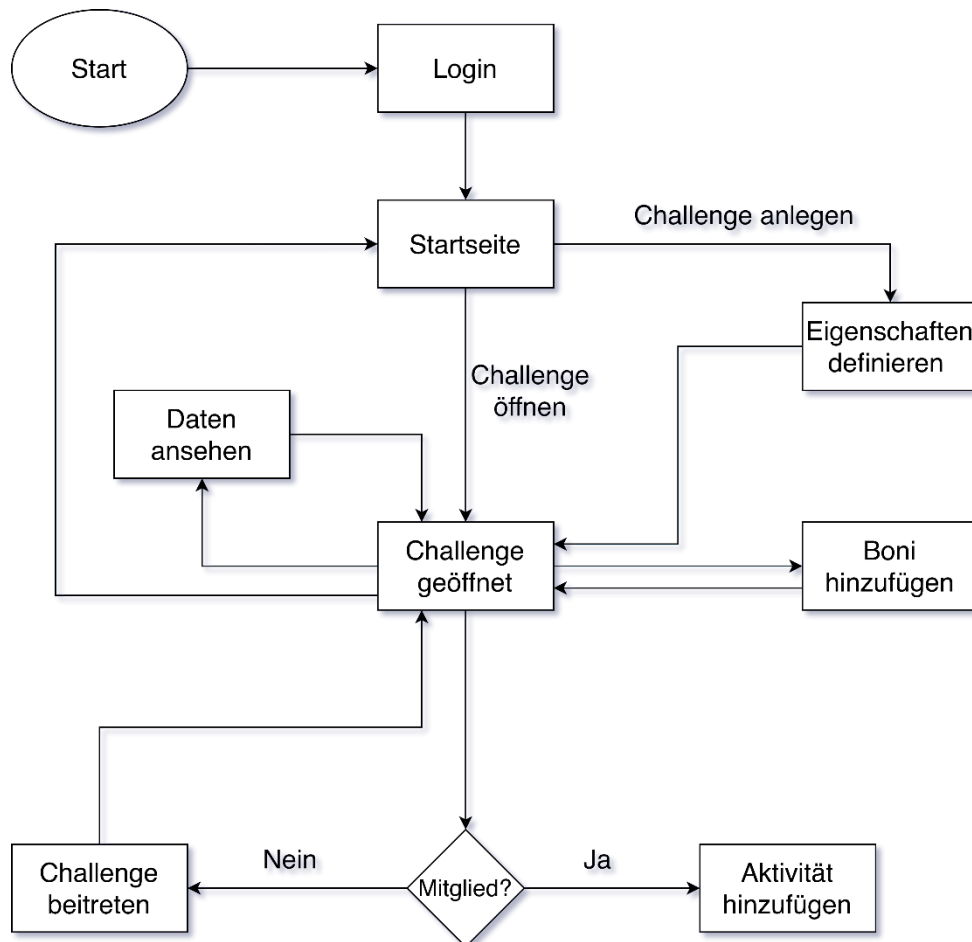 Start
Login
Startseite
Challenge anlegen
Eigenschaften
definieren
Challenge
öffnen
Daten
ansehen
Challenge
geöffnet
Boni
hinzufügen
Challenge
beitreten
Nein
Mitglied?
Ja
Aktivität
hinzufügen